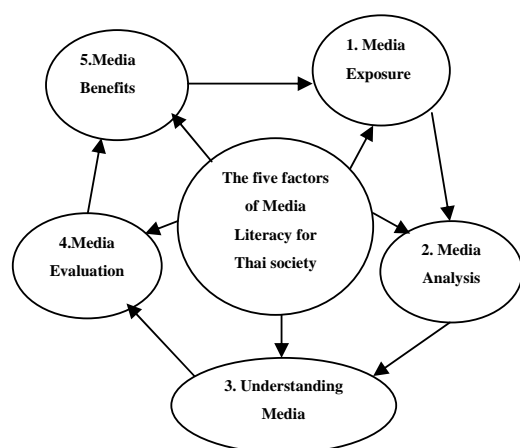 1. Media
Exposure
2. Media
Analysis
3. Understanding
Media
4.Media
Evaluation
5.Media
Benefits
The five factors
of Media
Literacy for
Thai society